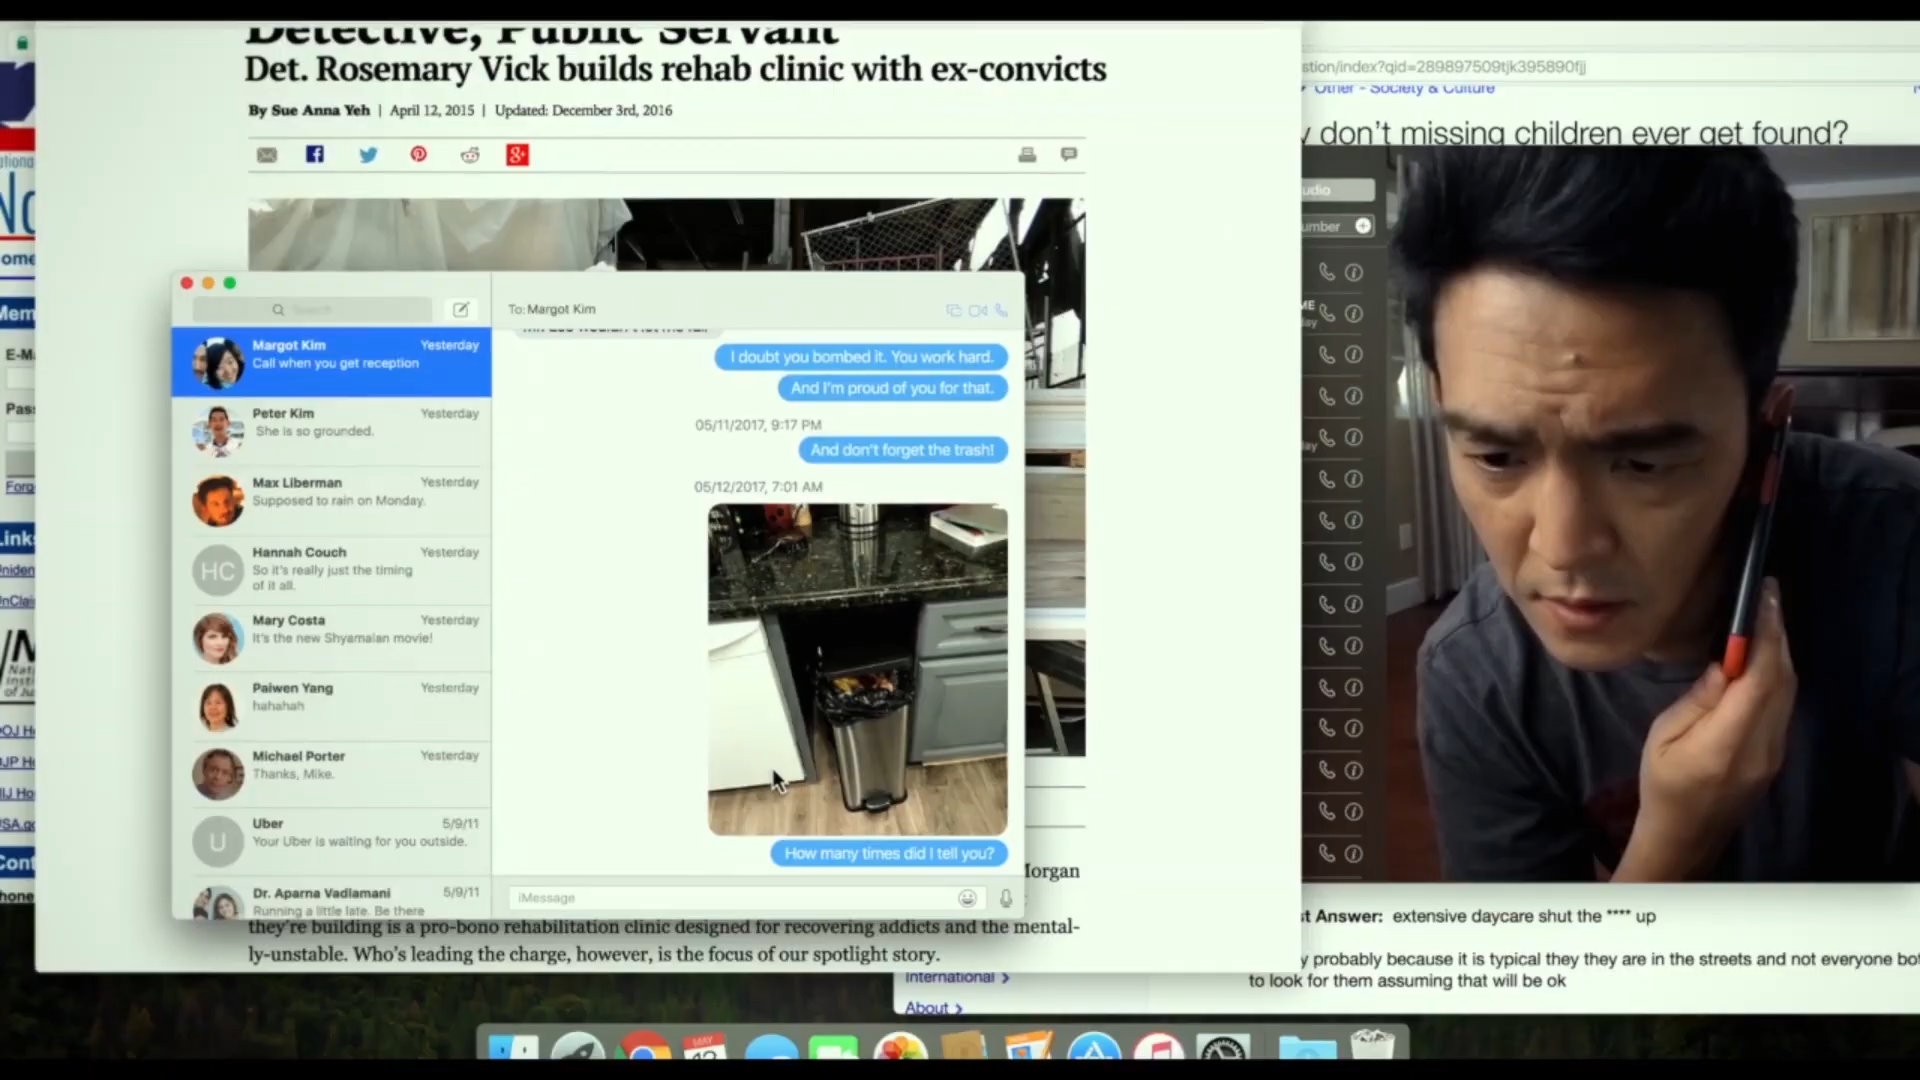 Detective, Public Servant
Det. Rosemary Vick builds rehab clinic with ex-convicts
By Sue Anna Yeh | April 12, 2015 | Updated: December 3rd, 2016
8+
To: Margot Kim
Margot Kim
Yesterday
Call when you get reception
Peter Kim
Yesterday
She is so grounded.
Max Liberman
Yesterday
Supposed to rain on Monday.
HC
Hannah Couch
Yesterday
So it's really just the timing
of it all.
Mary Costa
Yesterday
It's the new Shyamalan movie!
Paiwen Yang
Yesterday
hahahah
Michael Porter
Yesterday
Thanks, Mike.
U
Uber
5/9/11
Your Uber is waiting for you outside.
Dr. Aparna Vadlamani
5/9/11
Running a little late. Be there
I doubt you bombed it. You work hard.
And I'm proud of you for that.
05/11/2017, 9:17 PM
And don't forget the trash!
05/12/2017, 7:01 AM
How many times did I tell you?
iMessage
they're building is a pro-bono rehabilitation clinic designed for recovering addicts and the mental-
ly-unstable. Who's leading the charge, however, is the focus of our spotlight story.
stion/index?qid=289897509tjk395890fjj
Other - Society & Culture
don't missing children ever get found?
Answer: extensive daycare shut the **** up
probably because it is typical they they are in the streets and not everyone
to look for them assuming that will be ok
International >
About >
MAY